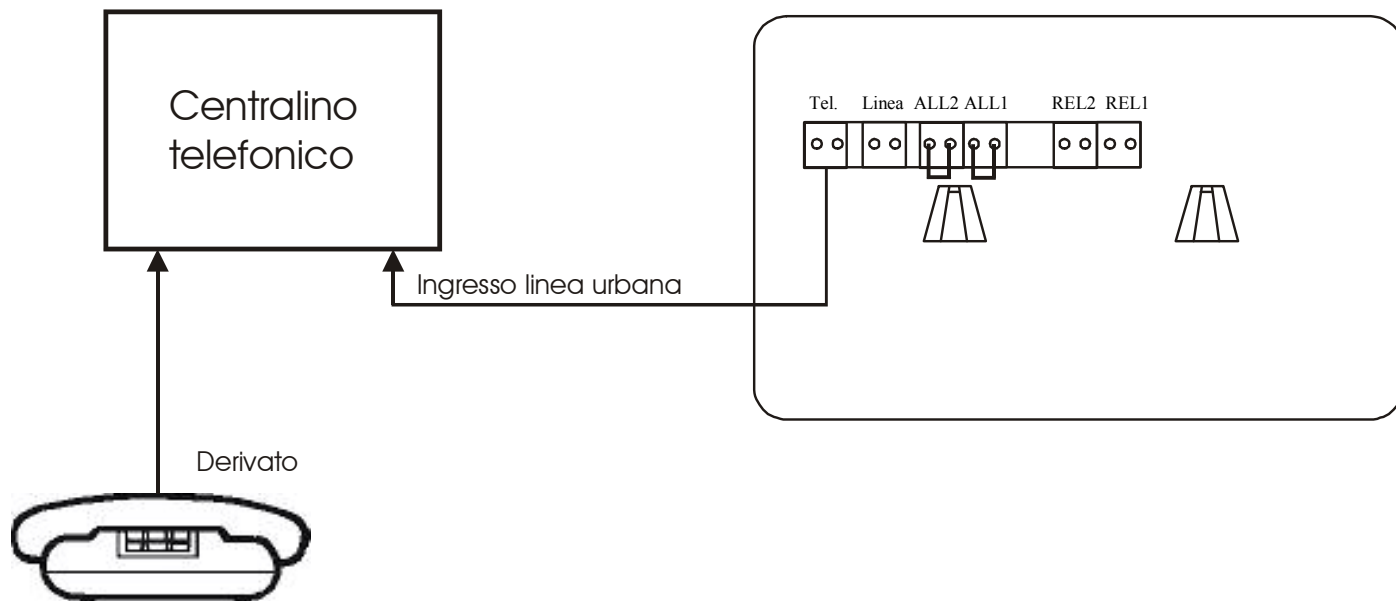 Centralino
telefonico
Tel. Linea ALL2 ALL1 REL2 REL1
Ingresso linea urbana
Derivato